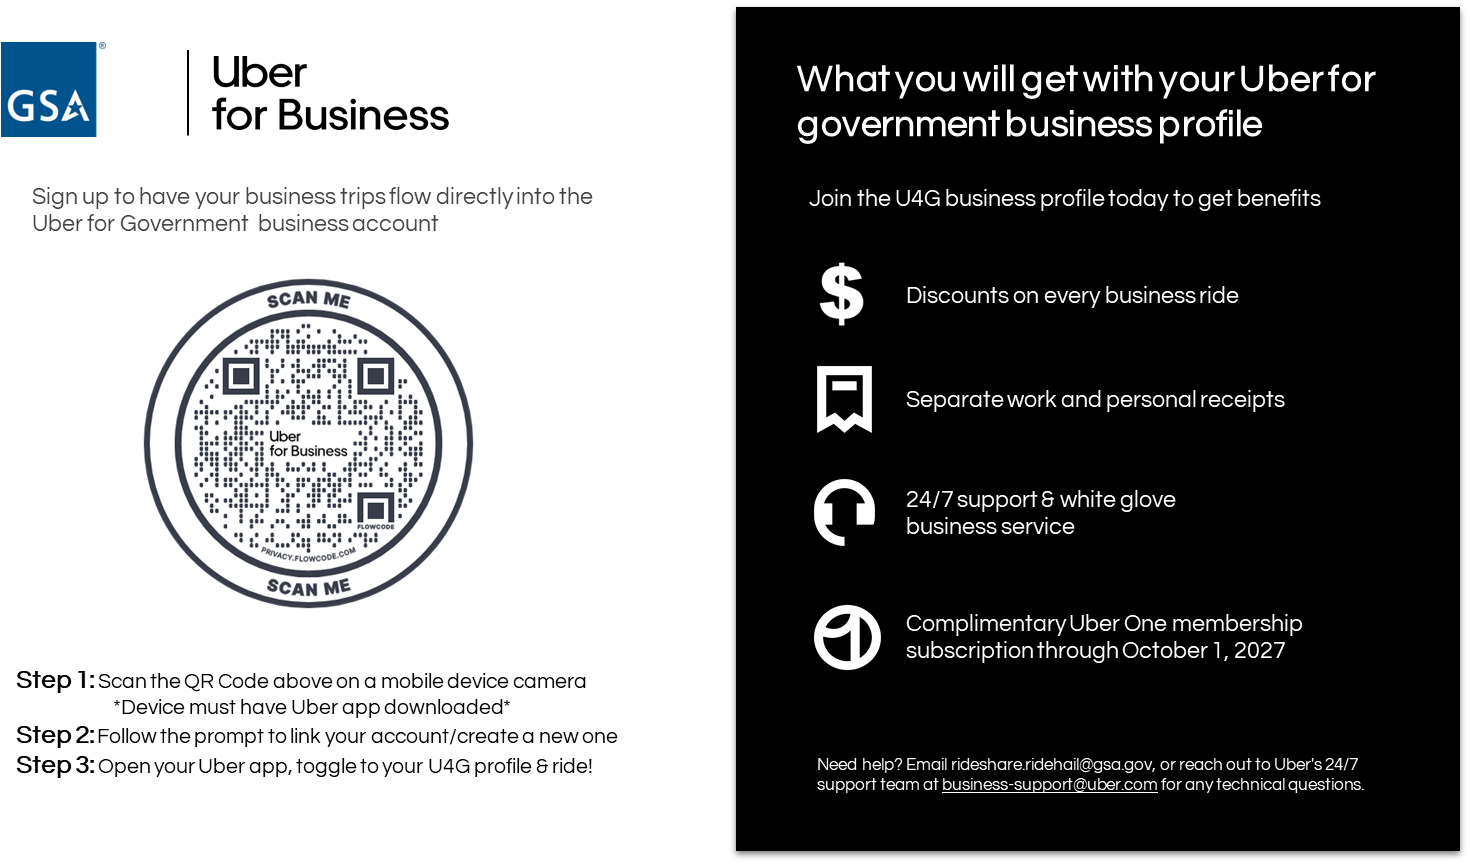 GSA®
Uber
for Business
Sign up to have your business trips flow directly into the
Uber for Government business account
SCAN ME
Uber
for Business
FLOWCODE
PRIVACY.FLOWCODE.COM
SCAN ME
Step 1: Scan the QR Code above on a mobile device camera
*Device must have Uber app downloaded*
Step 2: Follow the prompt to link your account/create a new one
Step 3: Open your Uber app, toggle to your U4G profile & ride!
What you will get with your Uber for
government business profile
Join the U4G business profile today to get benefits
$
Discounts on every business ride
Separate work and personal receipts
24/7 support & white glove
business service
Complimentary Uber One membership
subscription through October 1, 2027
Need help? Email rideshare.ridehail@gsa.gov, or reach out to Uber's 24/7
support team at business-support@uber.com for any technical questions.